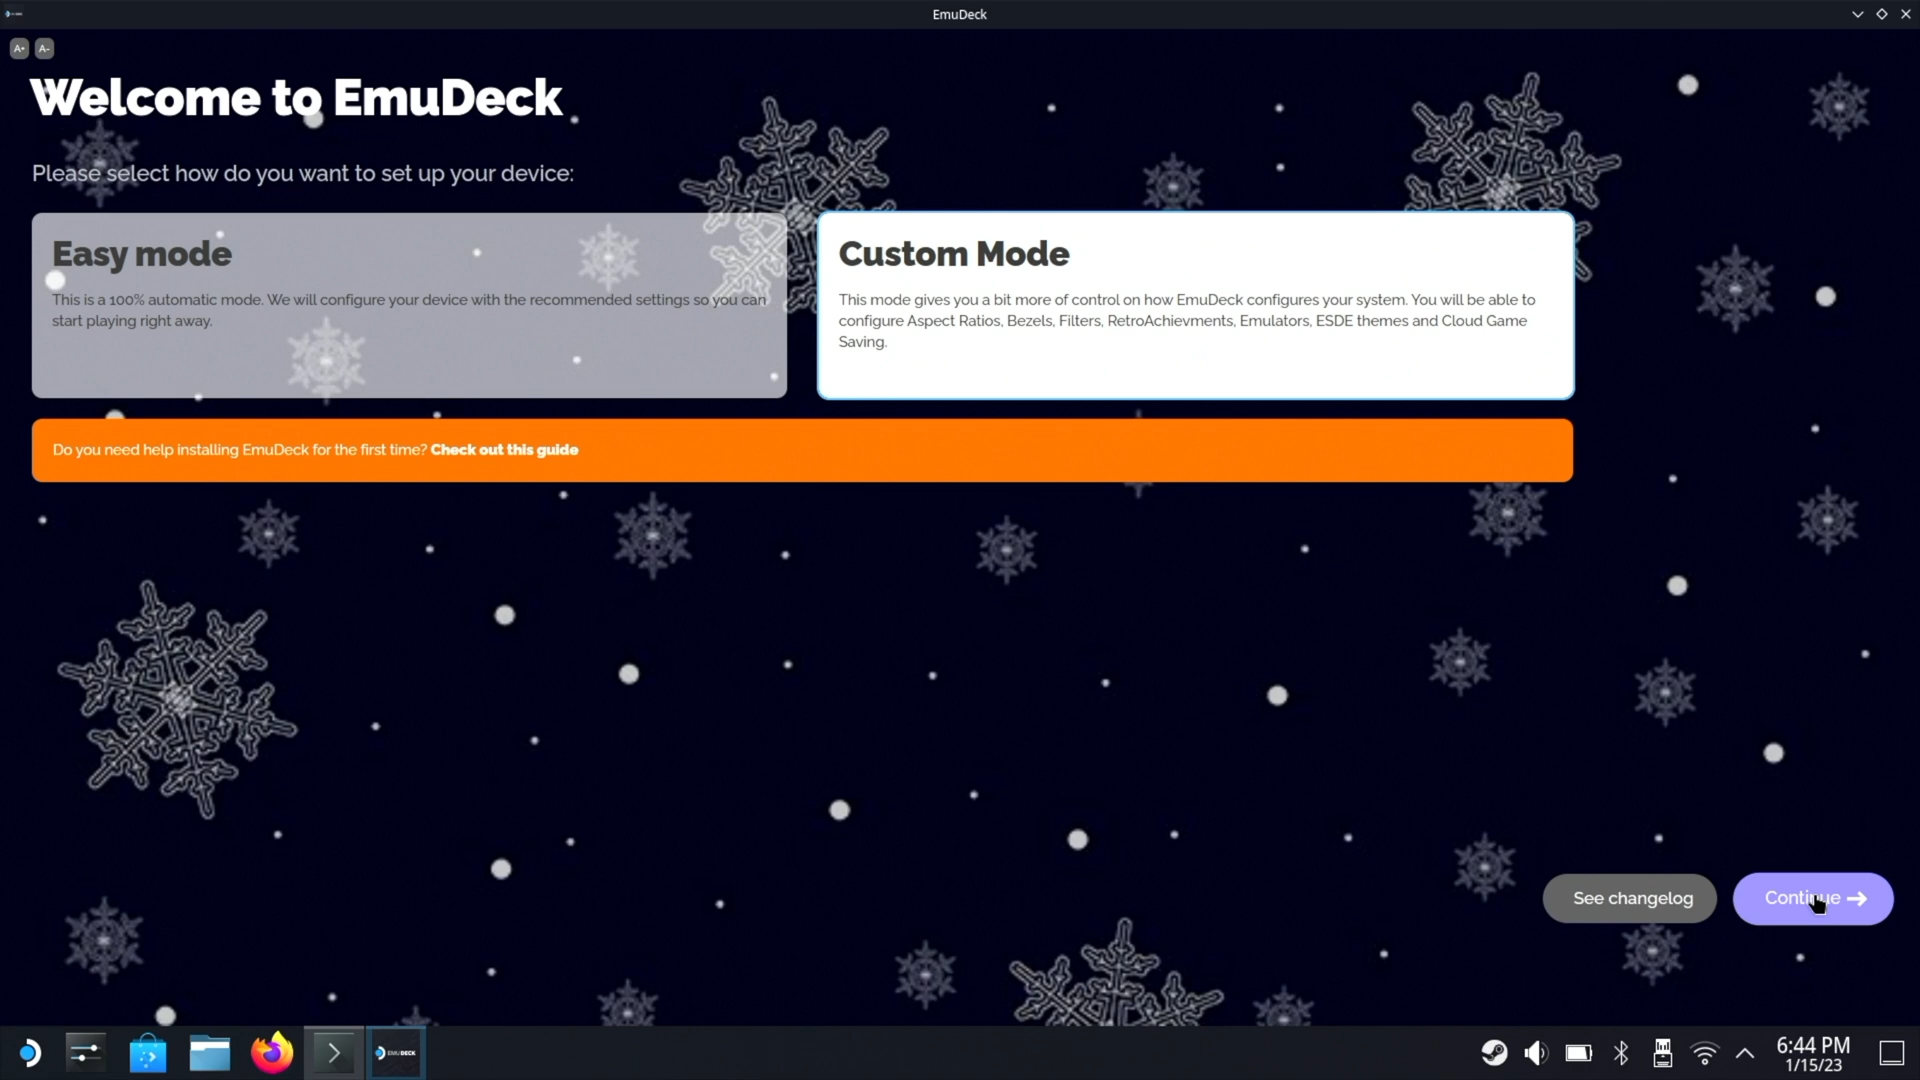 EmuDeck
A+ A-
Welcome to EmuDeck
Please select how do you want to set up your device:
Easy mode
This is a 100% automatic mode. We will configure your device with the recommended settings so you can
start playing right away.
Custom Mode
This mode gives you a bit more of control on how EmuDeck configures your system. You will be able to
configure Aspect Ratios, Bezels, Filters, RetroAchievments, Emulators, ESDE themes and Cloud Game
Saving.
Do you need help installing EmuDeck for the first time? Check out this guide
See changelog
Continue
EMUDECK
6:44 PM
1/15/23